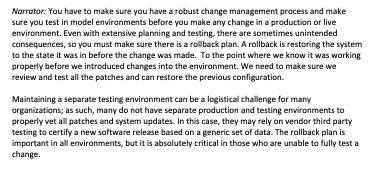 Narrator: You have to make sure you have a robust change management process and make
sure you test in model environments before you make any change in a production or live
environment. Even with extensive planning and testing, there are sometimes unintended
consequences, so you must make sure there is a rollback plan. A rollback is restoring the system
to the state it was in before the change was made.  To the point where we know it was working
properly before we introduced changes into the environment. We need to make sure we
review and test all the patches and can restore the previous configuration.
Maintaining a separate testing environment can be a logistical challenge for many
organizations; as such, many do not have separate production and testing environments to
properly vet all patches and system updates. In this case, they may rely on vendor third party
testing to certify a new software release based on a generic set of data. The rollback plan is
important in all environments, but it is absolutely critical in those who are unable to fully test a
change.